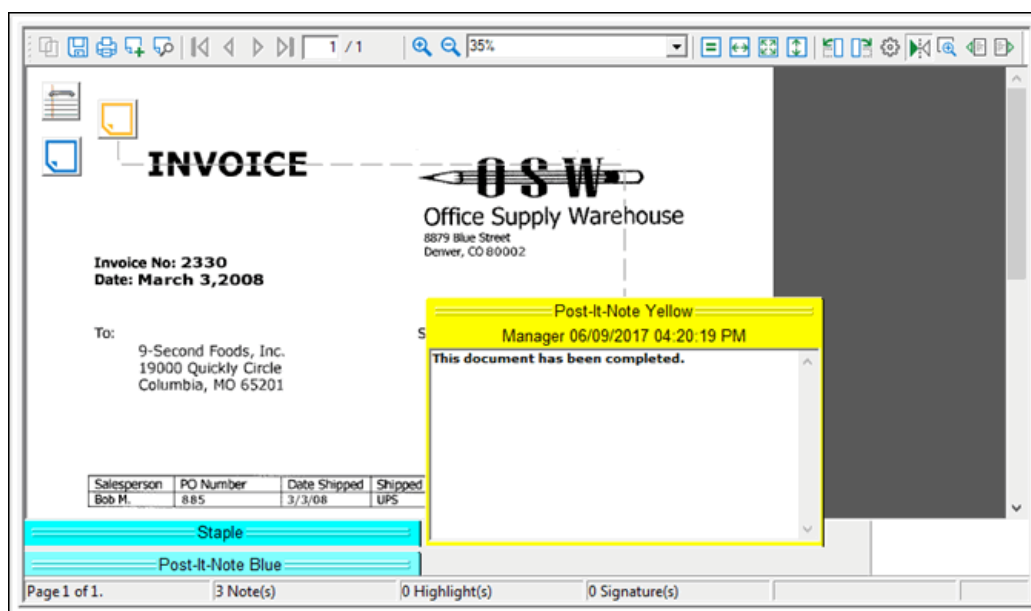 1 / 1
35%
INVOICE
OSW
Office Supply Warehouse
8879 Blue Street
Denver, CO 80002
Invoice No: 2330
Date: March 3,2008
To:
S
9-Second Foods, Inc.
19000 Quickly Circle
Columbia, MO 65201
Post-It-Note Yellow
Manager 06/09/2017 04:20:19 PM
This document has been completed.
Salesperson PO Number Date Shipped Shipped
Bob M. 885 3/3/08 UPS
Staple
Post-It-Note Blue
Page 1 of 1. 3 Note(s) 0 Highlight(s) 0 Signature(s)